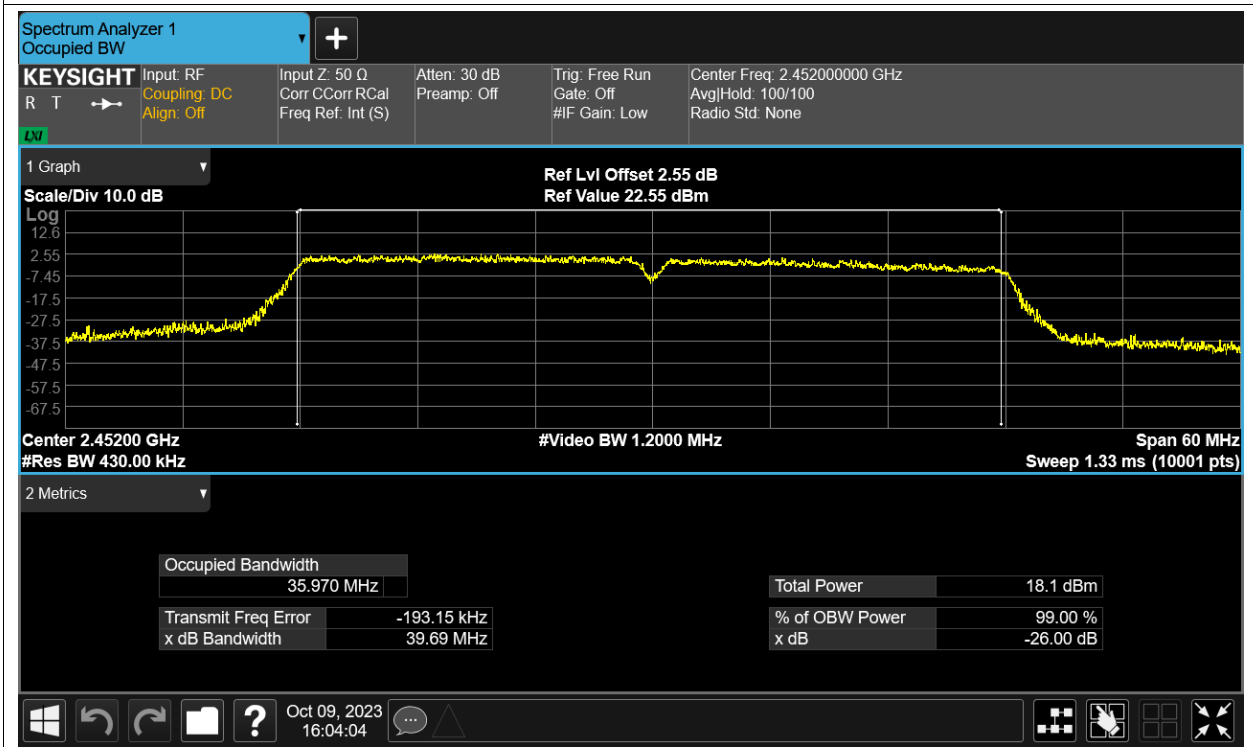 Spectrum Analyzer 1
Occupied BW
KEYSIGHT
R T
LXI
Input: RF
Coupling: DC
Align: Off
Input Z: 50 Ω
Corr CCorr RCal
Freq Ref: Int (S)
Atten: 30 dB
Preamp: Off
Trig: Free Run
Gate: Off
#IF Gain: Low
Center Freq: 2.452000000 GHz
Avg|Hold: 100/100
Radio Std: None
1 Graph
Scale/Div 10.0 dB
Ref Lvl Offset 2.55 dB
Ref Value 22.55 dBm
Log
12.6
2.55
-7.45
-17.5
-27.5
-37.5
-47.5
-57.5
-67.5
Center 2.45200 GHz
#Video BW 1.2000 MHz
Span 60 MHz
#Res BW 430.00 kHz
Sweep 1.33 ms (10001 pts)
2 Metrics
Occupied Bandwidth
35.970 MHz
Transmit Freq Error -193.15 kHz
x dB Bandwidth 39.69 MHz
Total Power 18.1 dBm
% of OBW Power 99.00 %
x dB -26.00 dB
?
Oct 09, 2023
16:04:04